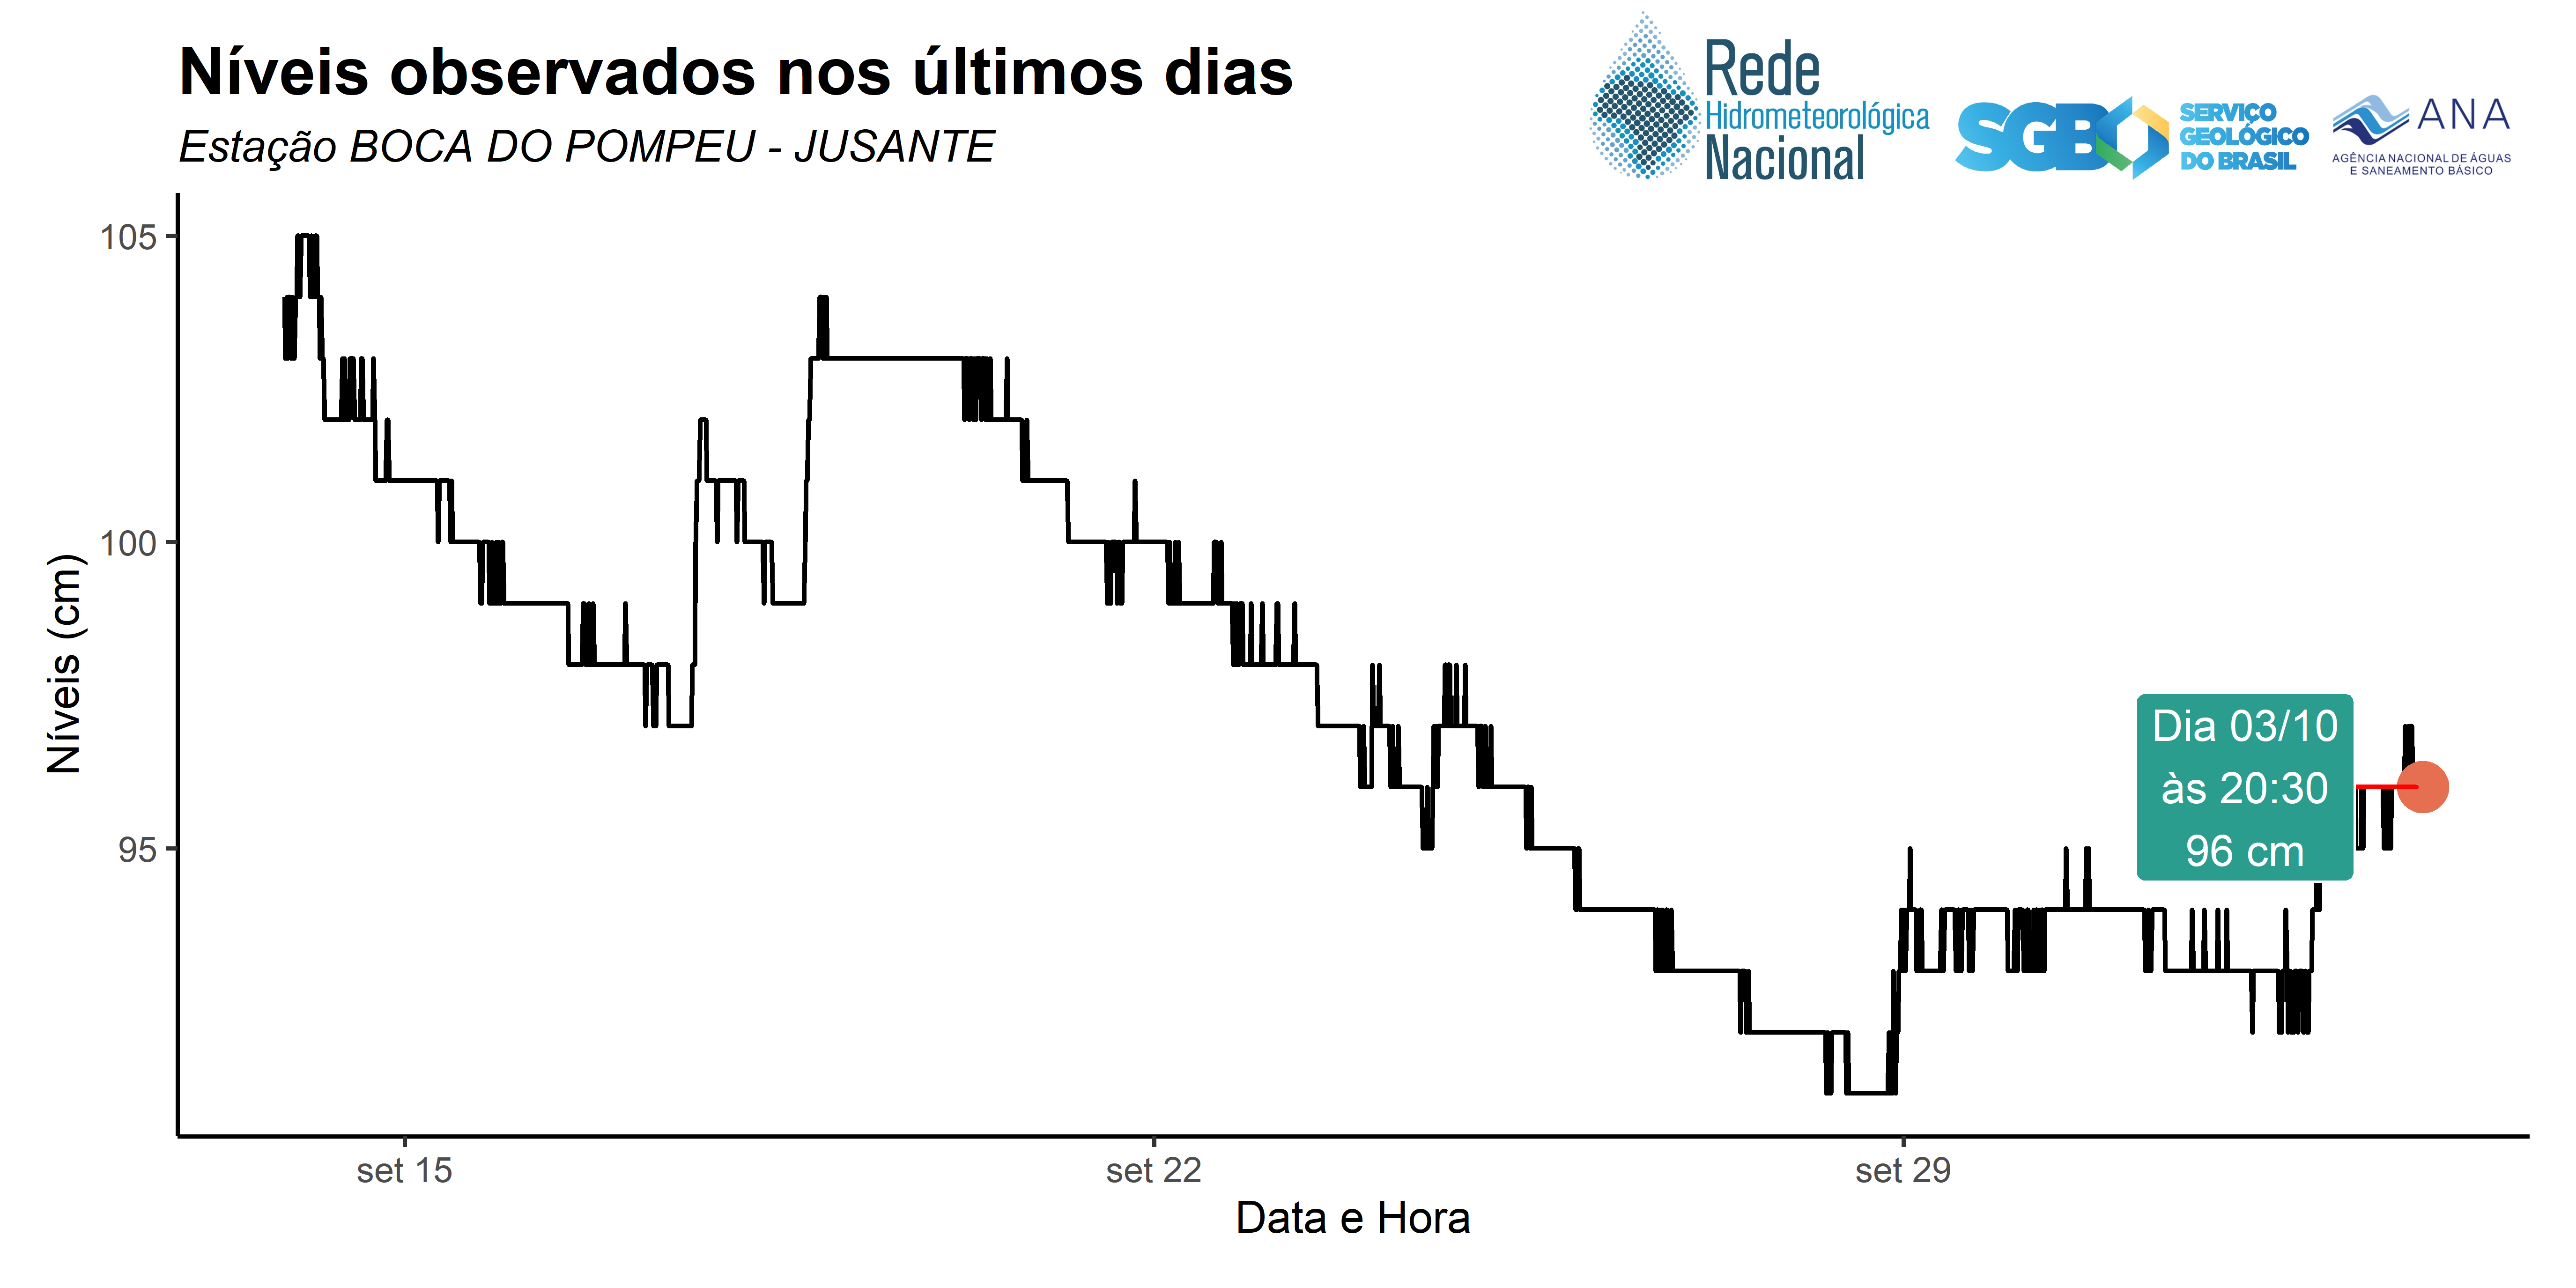 Níveis observados nos últimos dias
Estação BOCA DO POMPEU - JUSANTE
Rede
Hidrometeorológica
Nacional
SGB
SERVIÇO
GEOLÓGICO
DO BRASIL
ANA
AGÊNCIA NACIONAL DE ÁGUAS
E SANEAMENTO BÁSICO
105
100
95
Níveis (cm)
Dia 03/10
às 20:30
96 cm
set 15
set 22
set 29
Data e Hora